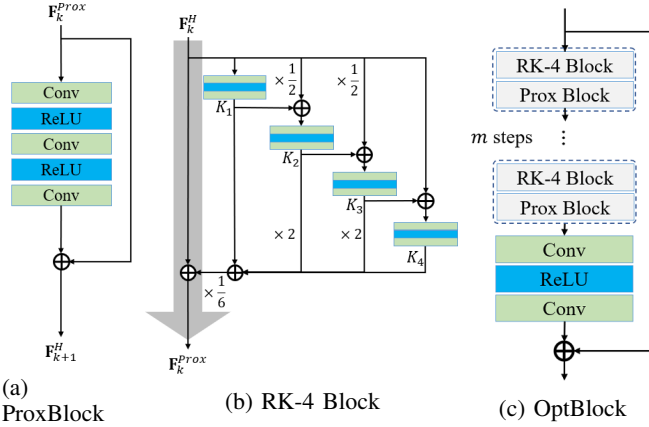 F_k^{Prox}
Conv
ReLU
Conv
ReLU
Conv
F_{k+1}^{H}
(a)
ProxBlock
F_k^{H}
× 1/2
× 1/2
K_1
K_2
K_3
K_4
× 2
× 2
× 1/6
F_k^{Prox}
(b) RK-4 Block
RK-4 Block
Prox Block
m steps
⋮
RK-4 Block
Prox Block
Conv
ReLU
Conv
(c) OptBlock